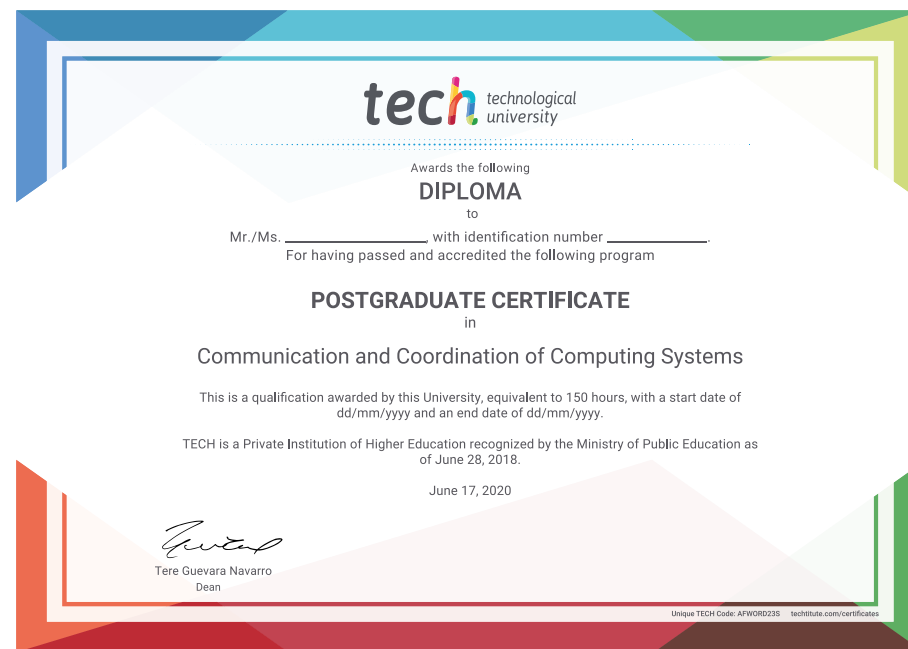 tech technological
university
Awards the following
DIPLOMA
to
Mr./Ms. ____________________, with identification number ______________.
For having passed and accredited the following program
POSTGRADUATE CERTIFICATE
in
Communication and Coordination of Computing Systems
This is a qualification awarded by this University, equivalent to 150 hours, with a start date of
dd/mm/yyyy and an end date of dd/mm/yyyy.
TECH is a Private Institution of Higher Education recognized by the Ministry of Public Education as
of June 28, 2018.
June 17, 2020
Tere Guevara Navarro
Dean
Unique TECH Code: AFWORD23S techtitute.com/certificates